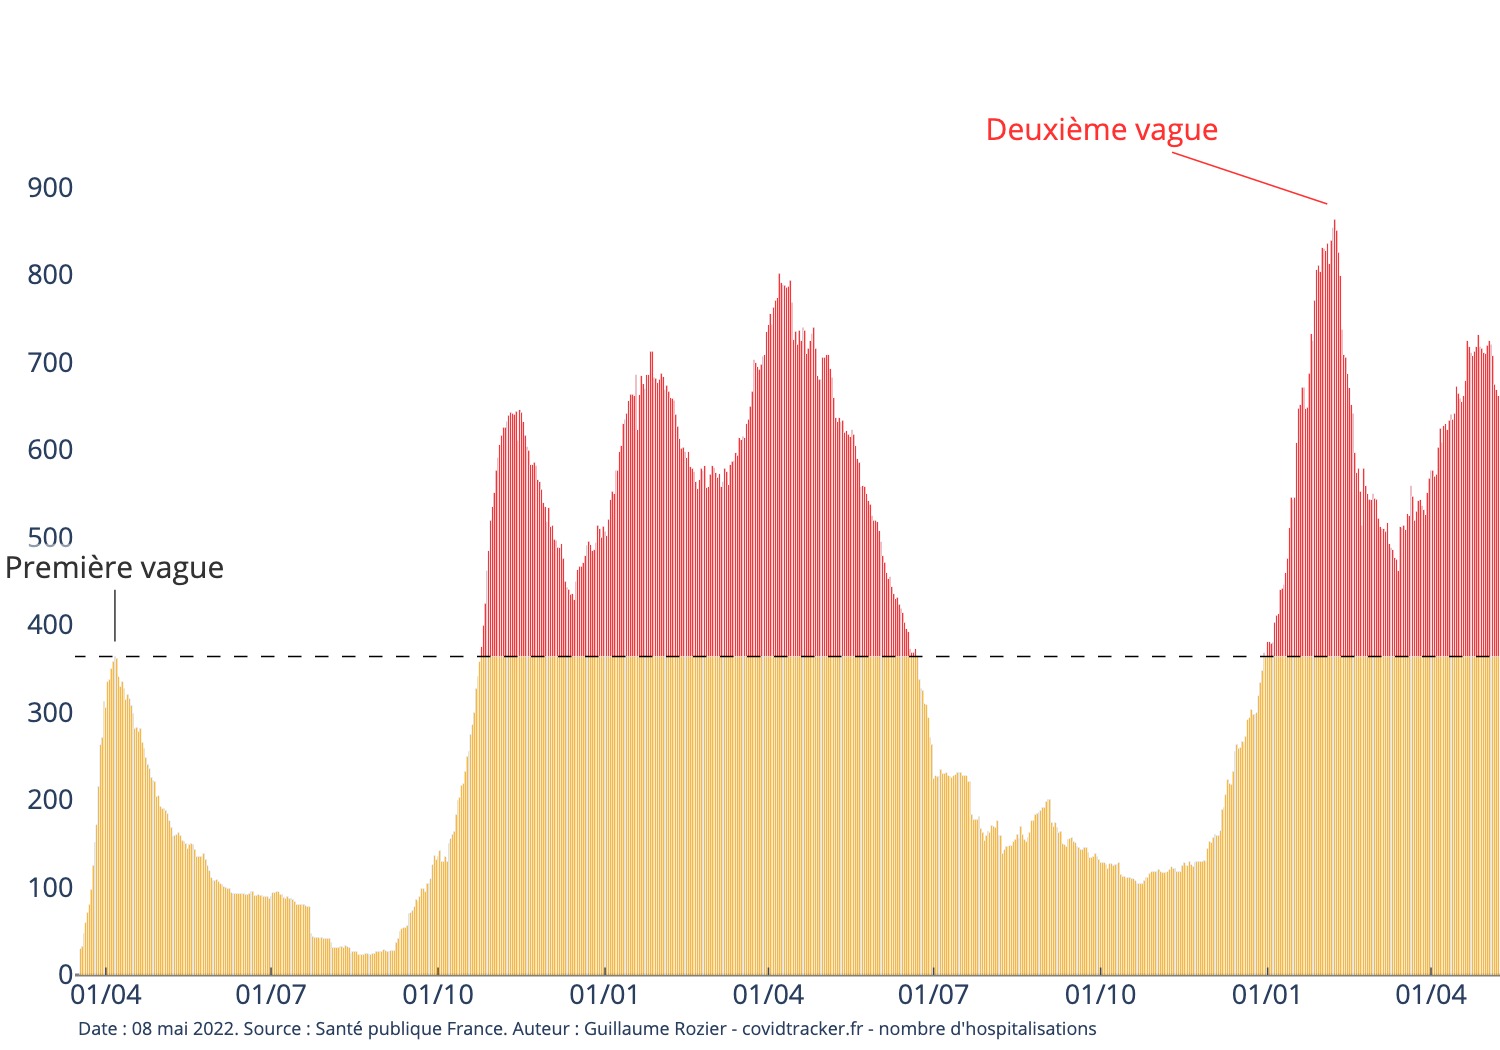 Deuxième vague
900
800
700
600
500
Première vague
400
300
200
100
0
01/04 01/07 01/10 01/01 01/04 01/07 01/10 01/01 01/04
Date : 08 mai 2022. Source : Santé publique France. Auteur : Guillaume Rozier - covidtracker.fr - nombre d'hospitalisations